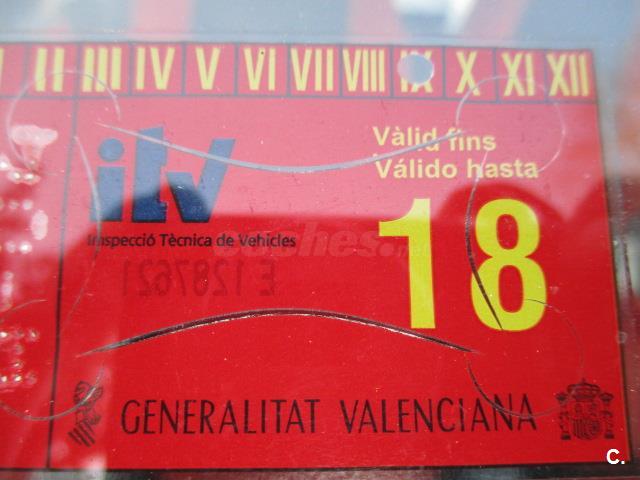 II III IV V VI VII VIII IX X XI XII
itv
Vàlid fins
Válido hasta
18
Inspecció Tècnica de Vehicles
coches.net
E 1287621
GENERALITAT VALENCIANA
C.